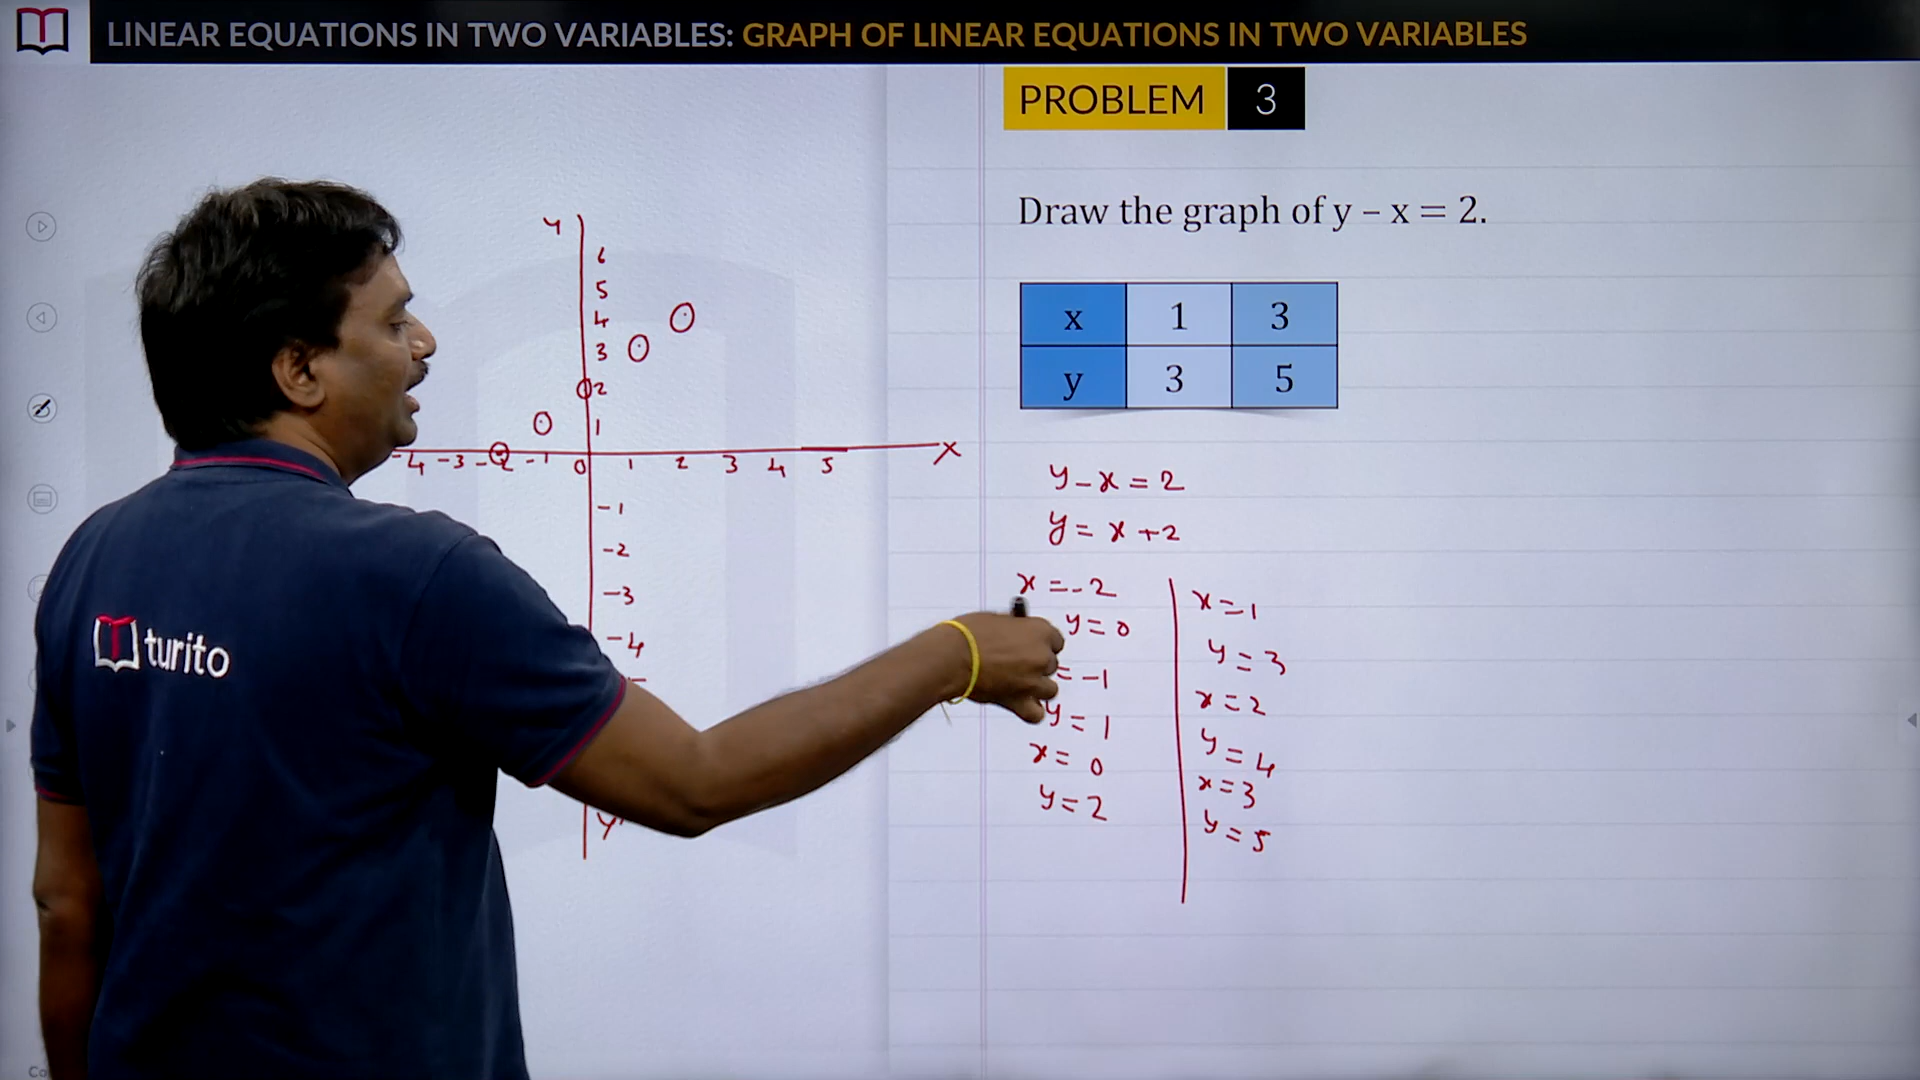 LINEAR EQUATIONS IN TWO VARIABLES: GRAPH OF LINEAR EQUATIONS IN TWO VARIABLES
PROBLEM 3
Draw the graph of y – x = 2.
x 1 3
y 3 5
y
6
5
4
3
2
1
-4 -3 -2 -1 0 1 2 3 4 5 X
-1
-2
-3
-4
y'
y - x = 2
y = x + 2
x = -2
y = 0
= -1
y = 1
x = 0
y = 2
x = 1
y = 3
x = 2
y = 4
x = 3
y = 5
turito